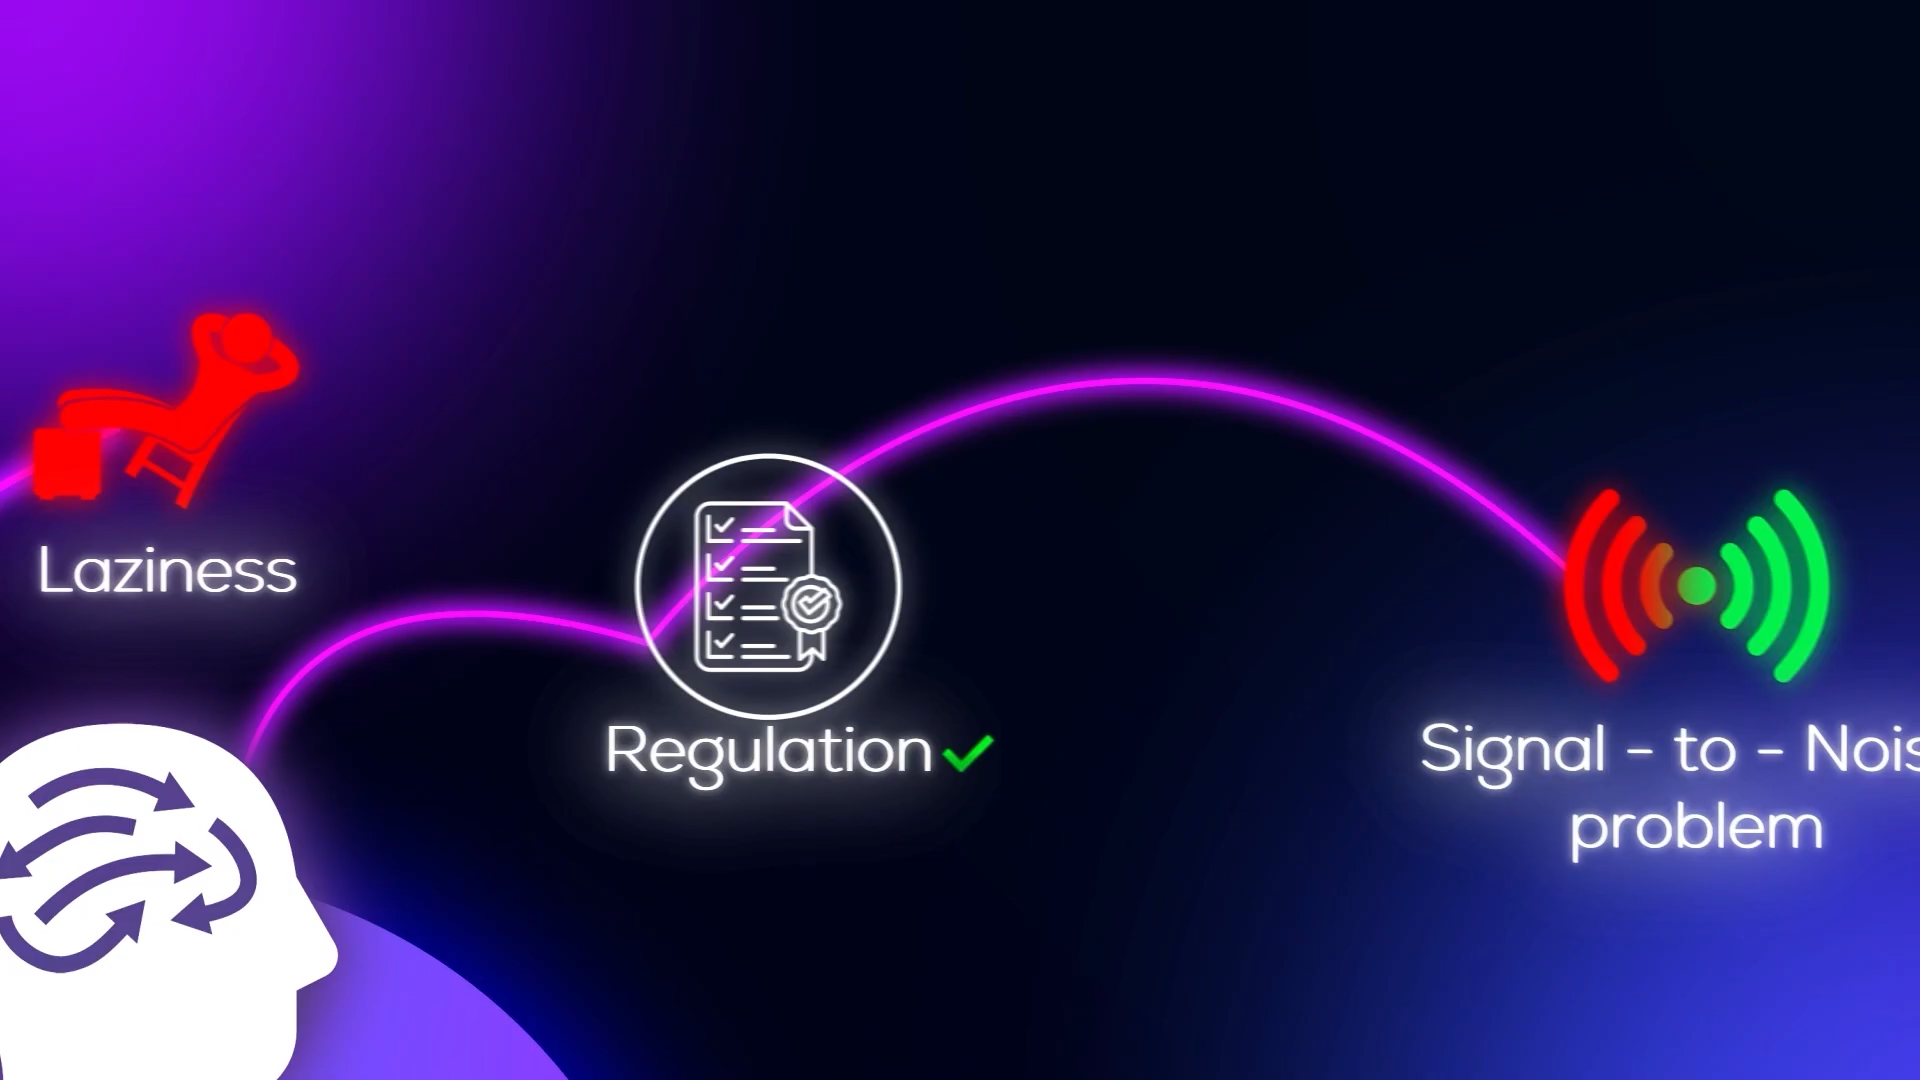 Laziness
Regulation
Signal - to - Nois
problem